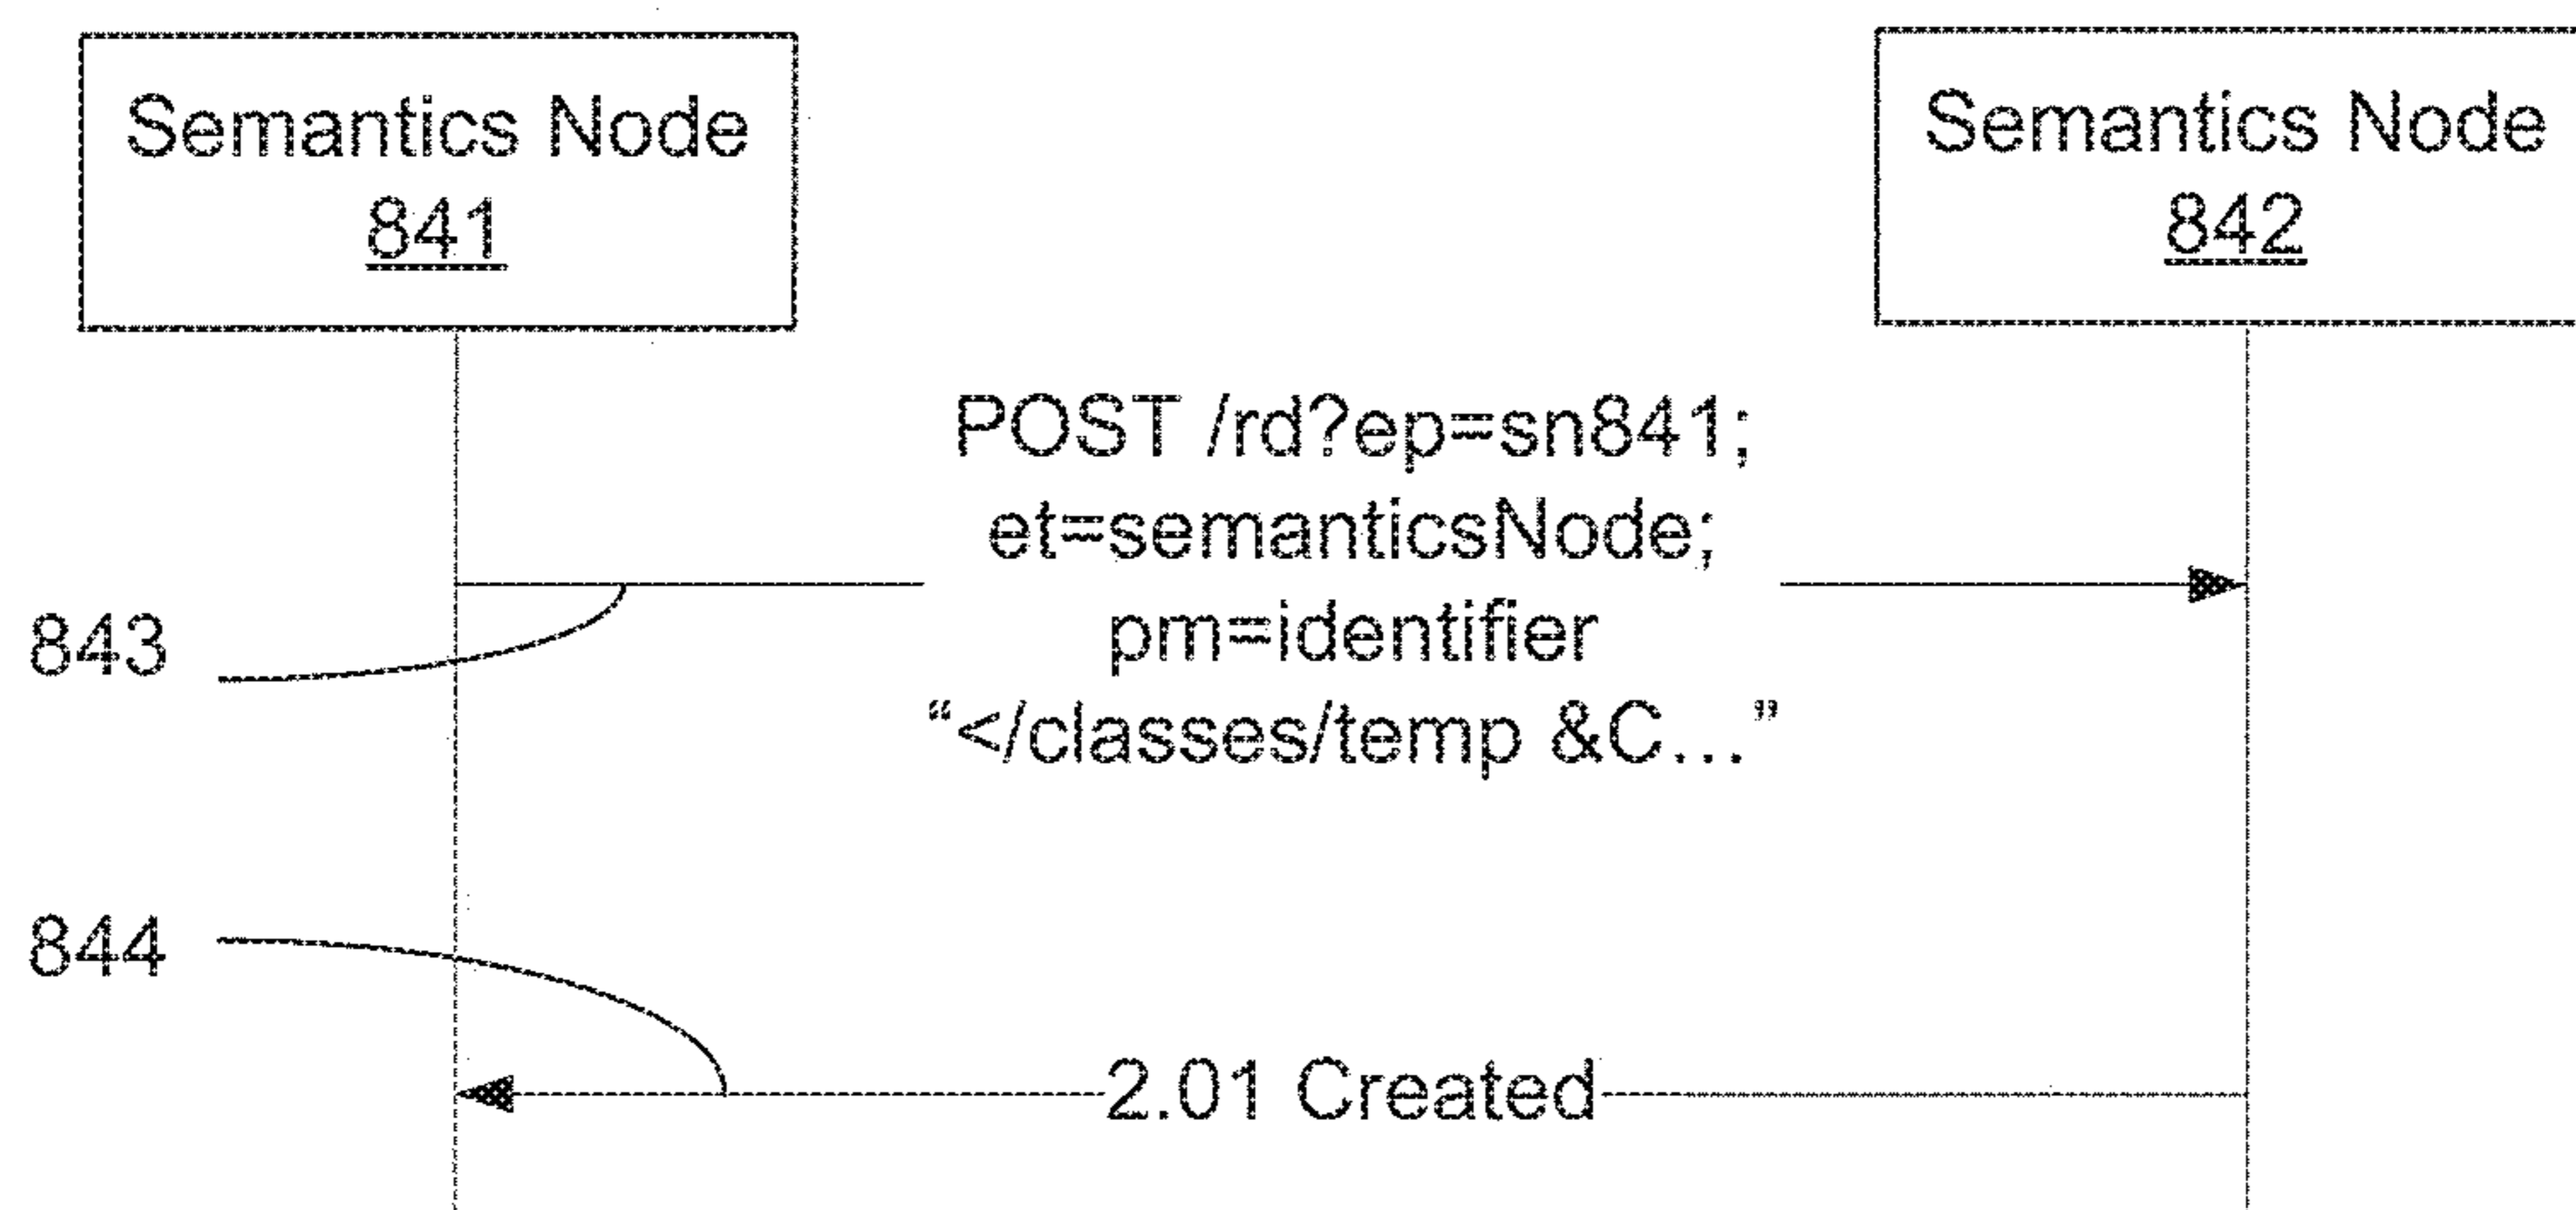 Semantics Node
841
Semantics Node
842
POST /rd?ep=sn841;
et=semanticsNode;
pm=identifier
“</classes/temp &C...”
843
844
2.01 Created